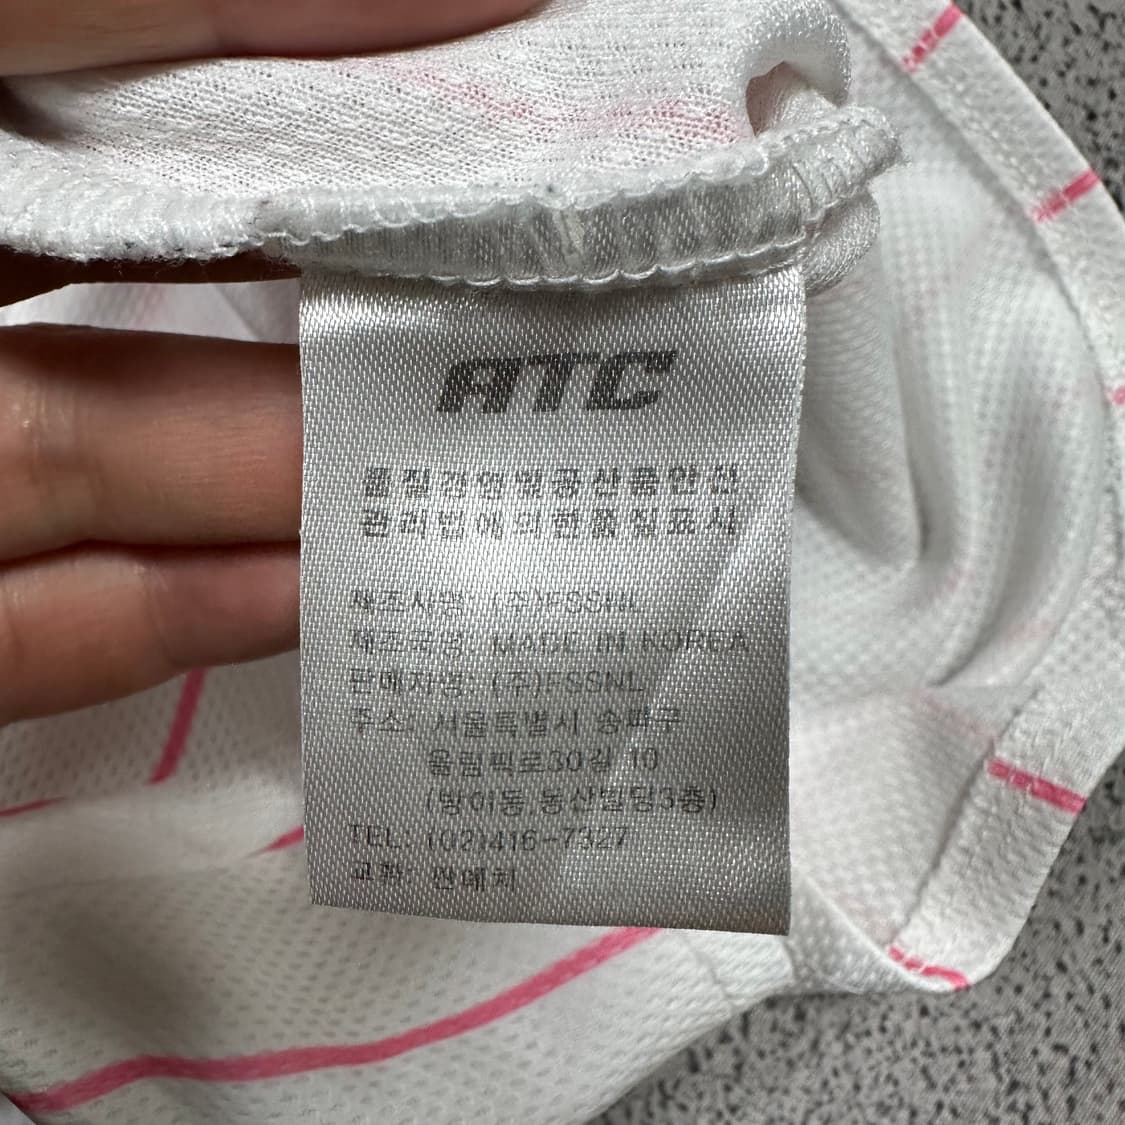 ATC
품질경영및공산품안전
관리법에의한품질표시
제조자명: (주)FSSNL
제조국명: MADE IN KOREA
판매자명: (주)FSSNL
주소: 서울특별시 송파구
올림픽로30길 10
(방이동,동산빌딩3층)
TEL: (02)416-7327
교환: 판매처